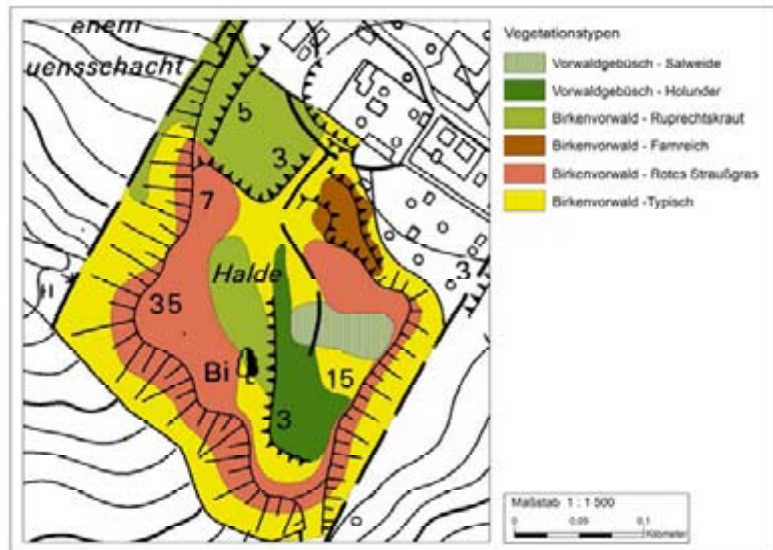 enem
uensschacht
5
3
7
Halde
35
Bi
15
3
3
H
Vegetationstypen
Vorwaldgebüsch - Salweide
Vorwaldgebüsch - Holunder
Birkenvorwald - Ruprechtskraut
Birkenvorwald - Farnreich
Birkenvorwald - Rotes Straußgras
Birkenvorwald -Typisch
Maßstab 1 : 1 500
0 0,05 0,1
Kilometer